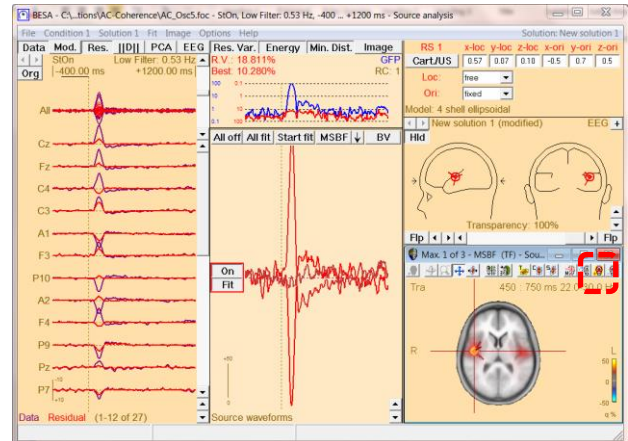 BESA - C:\...tions\AC-Coherence\AC_Osc5.foc - StOn, Low Filter: 0.53 Hz, -400 ... +1200 ms - Source analysis
File Condition 1 Solution 1 Fit Image Options Help Solution: New solution 1
Data Mod. Res. ||D|| PCA EEG
Org
StOn Low Filter: 0.53 Hz
-400.00 ms +1200.00 ms
All
Cz
Fz
C4
C3
A1
F3
P10
A2
F4
P9
Pz
P7
-10
+10
Data Residual (1-12 of 27)
Res. Var. Energy Min. Dist. Image
R.V.: 18.811% GFP
Best: 10.280% RC: 1
All off All fit Start fit MSBF BV
On
Fit
+50
0
Source waveforms
RS 1 x-loc y-loc z-loc x-ori y-ori z-ori
Cart./US 0.57 0.07 0.10 -0.5 0.7 0.5
Loc: free
Ori: fixed
Model: 4 shell ellipsoidal
New solution 1 (modified) EEG +
Hld
Transparency: 100%
Flp Flp
Max. 1 of 3 - MSBF (TF) - Sou...
Tra 450 : 750 ms 22.0
R L
50
0
-50
q %